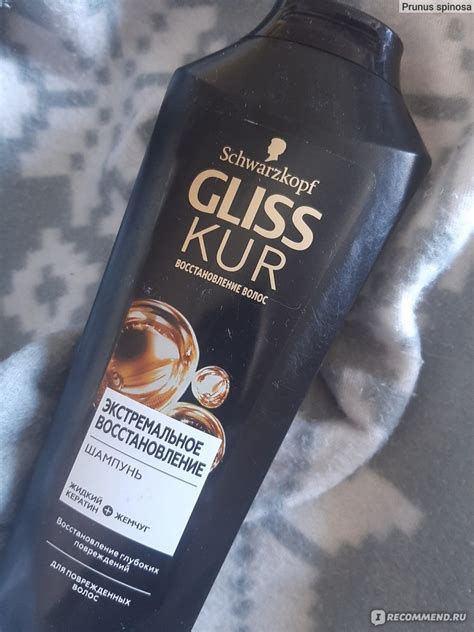 Prunus spinosa
Schwarzkopf
GLISS
KUR
ВОССТАНОВЛЕНИЕ ВОЛОС
ЭКСТРЕМАЛЬНОЕ
ВОССТАНОВЛЕНИЕ
ШАМПУНЬ
ЖИДКИЙ
КЕРАТИН + ЖЕМЧУГ
Восстановление глубоких
повреждений
ДЛЯ ПОВРЕЖДЕННЫХ
ВОЛОС
IRECOMMEND.RU